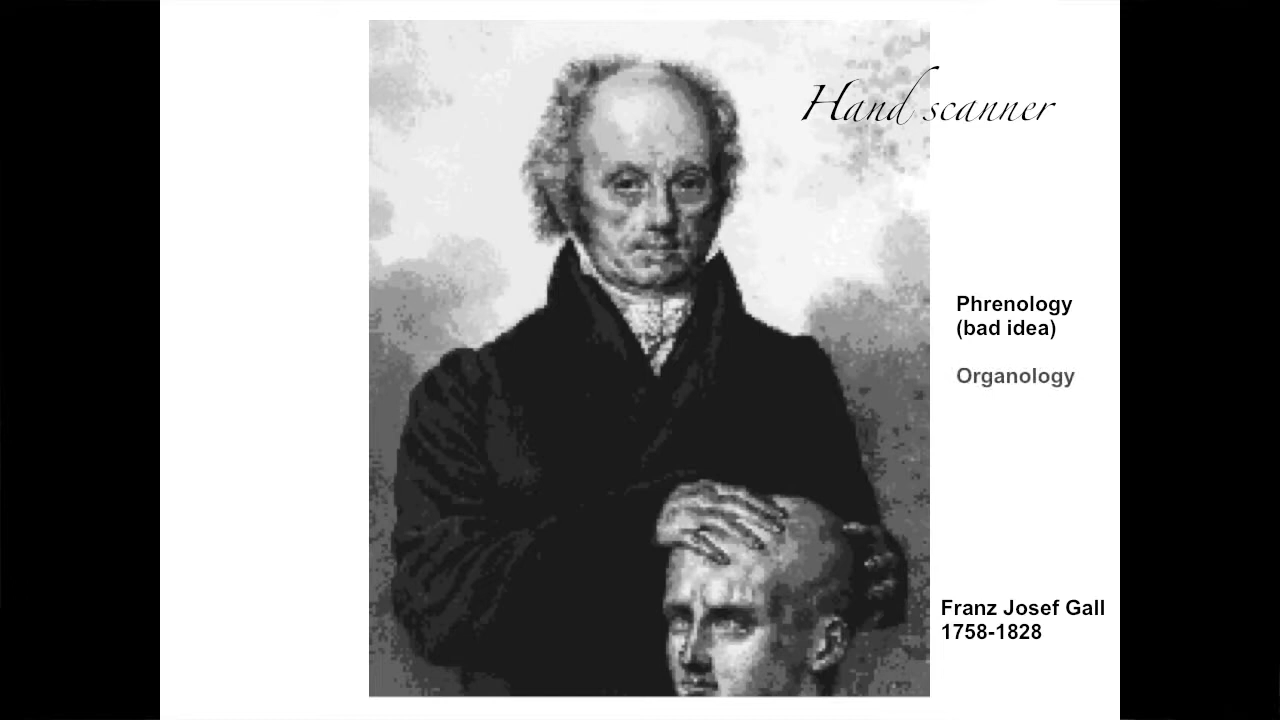 Hand scanner
Phrenology
(bad idea)
Organology
Franz Josef Gall
1758-1828